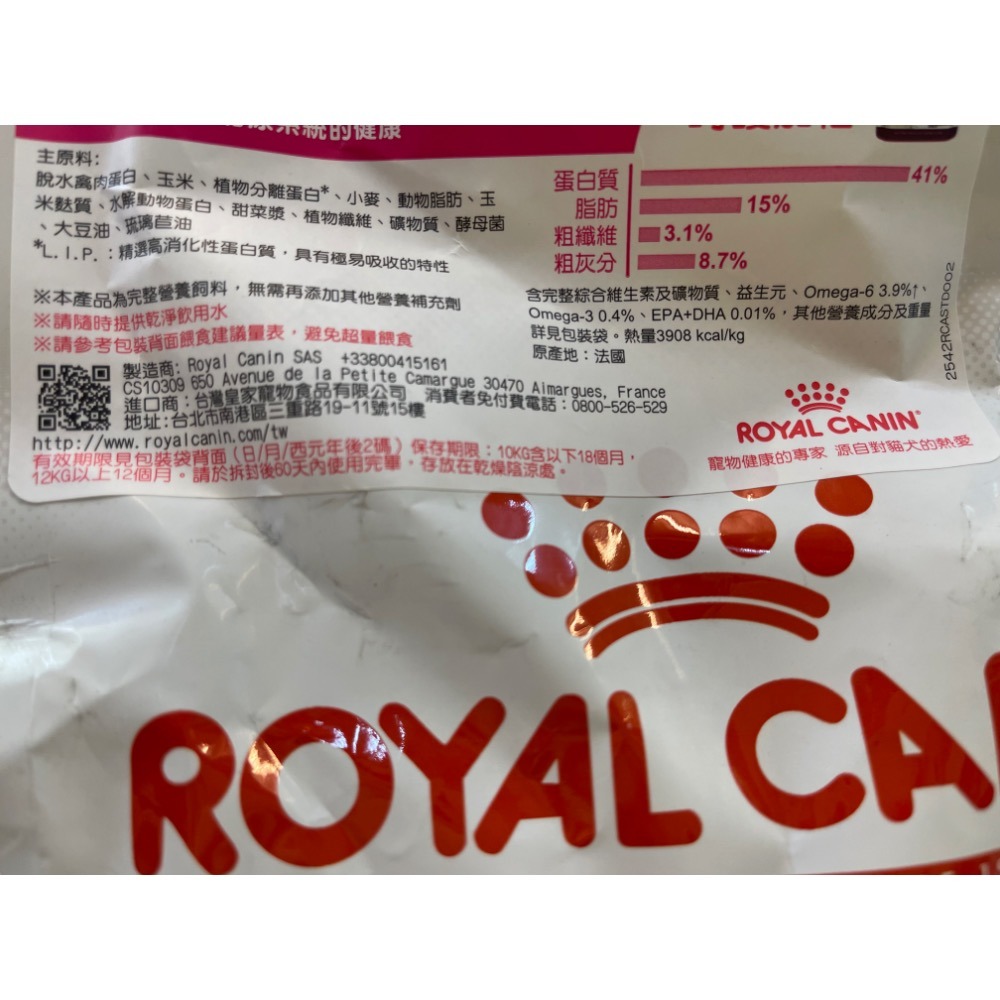 系統的健康
主原料:
脫水禽肉蛋白、玉米、植物分離蛋白*、小麥、動物脂肪、玉
米麩質、水解動物蛋白、甜菜漿、植物纖維、礦物質、酵母菌
、大豆油、琉璃苣油
*L.I.P.：精選高消化性蛋白質，具有極易吸收的特性
※本產品為完整營養飼料，無需再添加其他營養補充劑
※請隨時提供乾淨飲用水
※請參考包裝背面餵食建議量表，避免超量餵食
製造商: Royal Canin SAS +33800415161
CS10309 650 Avenue de la Petite Camargue 30470 Aimargues, France
進口商：台灣皇家寵物食品有限公司 消費者免付費電話：0800-526-529
地址:台北市南港區三重路19-11號15樓
http://www.royalcanin.com/tw
有效期限見包裝袋背面（日/月/西元年後2碼）保存期限：10KG含以下18個月，
12KG以上12個月。請於拆封後60天內使用完畢，存放在乾燥陰涼處。
蛋白質 41%
脂肪 15%
粗纖維 3.1%
粗灰分 8.7%
含完整綜合維生素及礦物質、益生元、Omega-6 3.9%↑、
Omega-3 0.4%、EPA+DHA 0.01%，其他營養成分及重量
詳見包裝袋。熱量3908 kcal/kg
原產地：法國
2542RCASTD002
ROYAL CANIN®
寵物健康的專家 源自對貓犬的熱愛
ROYAL CA